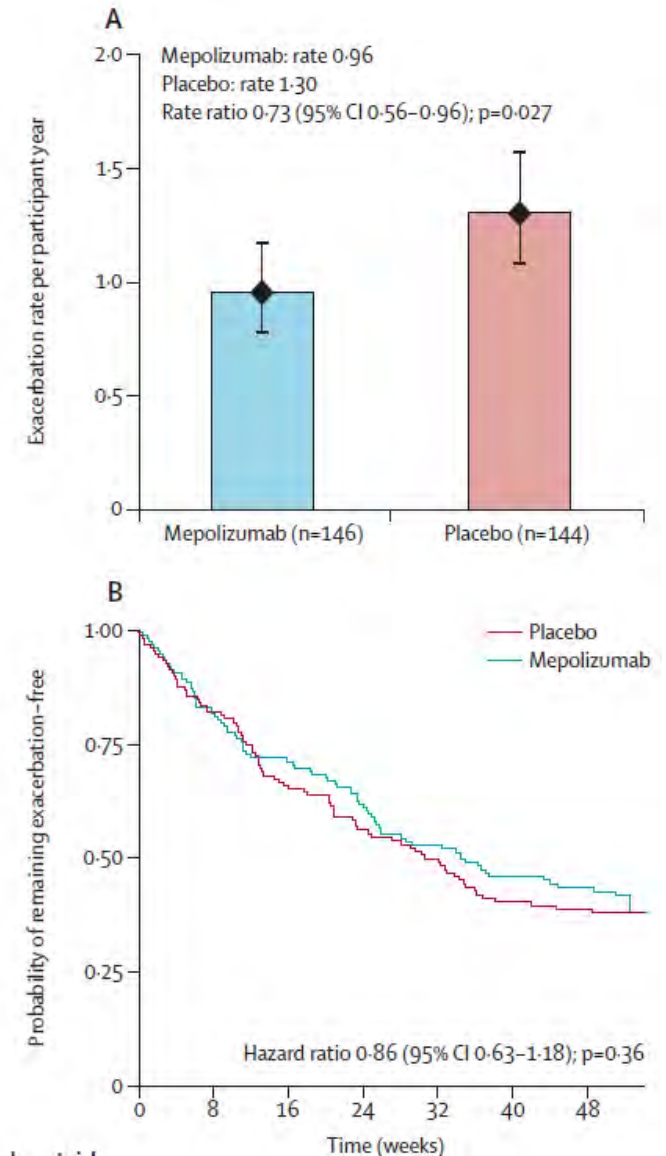 A
Mepolizumab: rate 0·96
Placebo: rate 1·30
Rate ratio 0·73 (95% CI 0·56–0·96); p=0·027
Exacerbation rate per participant year
2·0
1·5
1·0
0·5
0
Mepolizumab (n=146)
Placebo (n=144)
B
Placebo
Mepolizumab
Probability of remaining exacerbation–free
1·00
0·75
0·50
0·25
0
Hazard ratio 0·86 (95% CI 0·63–1·18); p=0·36
0 8 16 24 32 40 48
Time (weeks)